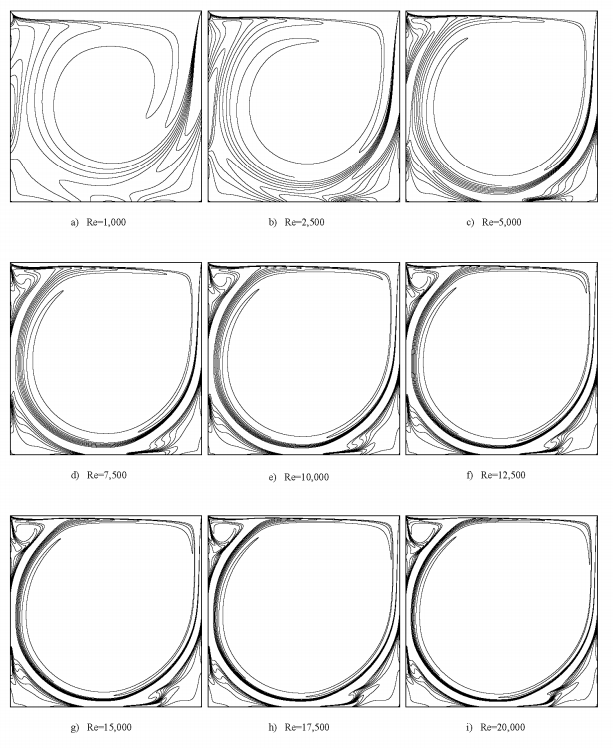 a) Re=1,000
b) Re=2,500
c) Re=5,000
d) Re=7,500
e) Re=10,000
f) Re=12,500
g) Re=15,000
h) Re=17,500
i) Re=20,000